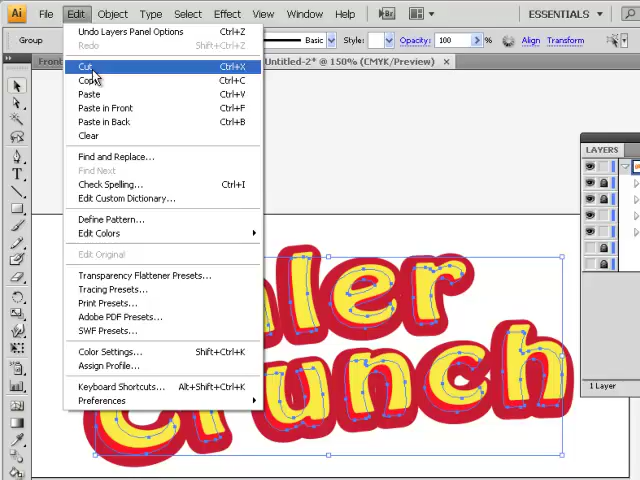 Ai File Edit Object Type Select Effect View Window Help Br ESSENTIALS
Group Basic Style: Opacity: 100 % Align Transform
Untitled-2* @ 150% (CMYK/Preview)
Front
Undo Layers Panel Options Ctrl+Z
Redo Shift+Ctrl+Z
Cut Ctrl+X
Copy Ctrl+C
Paste Ctrl+V
Paste in Front Ctrl+F
Paste in Back Ctrl+B
Clear
Find and Replace...
Find Next
Check Spelling... Ctrl+I
Edit Custom Dictionary...
Define Pattern...
Edit Colors
Edit Original
Transparency Flattener Presets...
Tracing Presets...
Print Presets...
Adobe PDF Presets...
SWF Presets...
Color Settings... Shift+Ctrl+K
Assign Profile...
Keyboard Shortcuts... Alt+Shift+Ctrl+K
Preferences
LAYERS
1 Layer
ler
Crunch